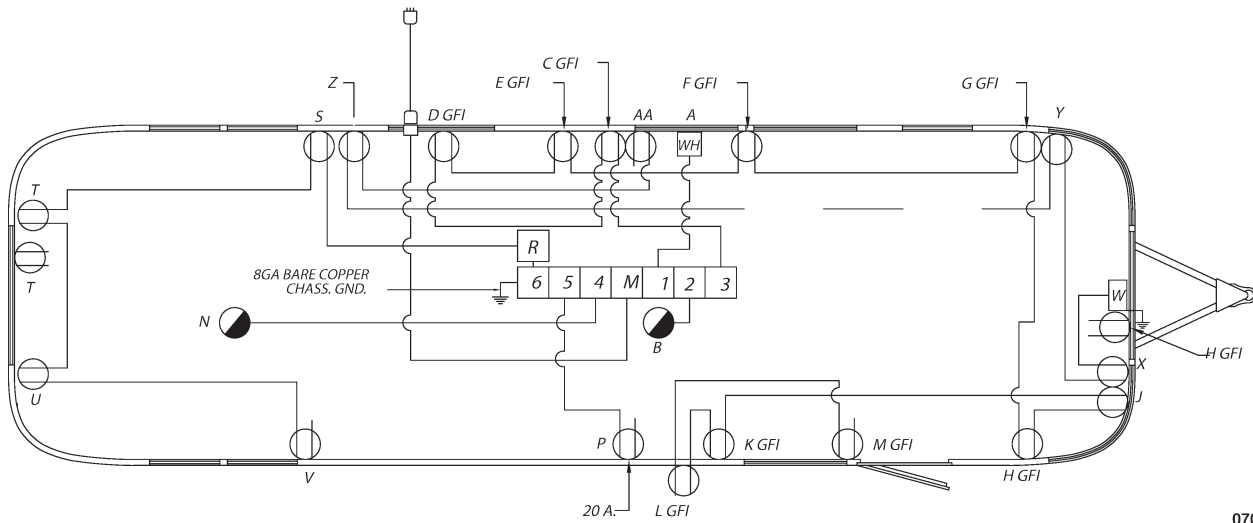 C GFI
Z
E GFI
F GFI
G GFI
S
D GFI
AA
A
Y
WH
T
T
R
8GA BARE COPPER
CHASS. GND.
6 5 4 M 1 2 3
W
N
B
H GFI
X
U
J
P
K GFI
M GFI
V
H GFI
L GFI
20 A.